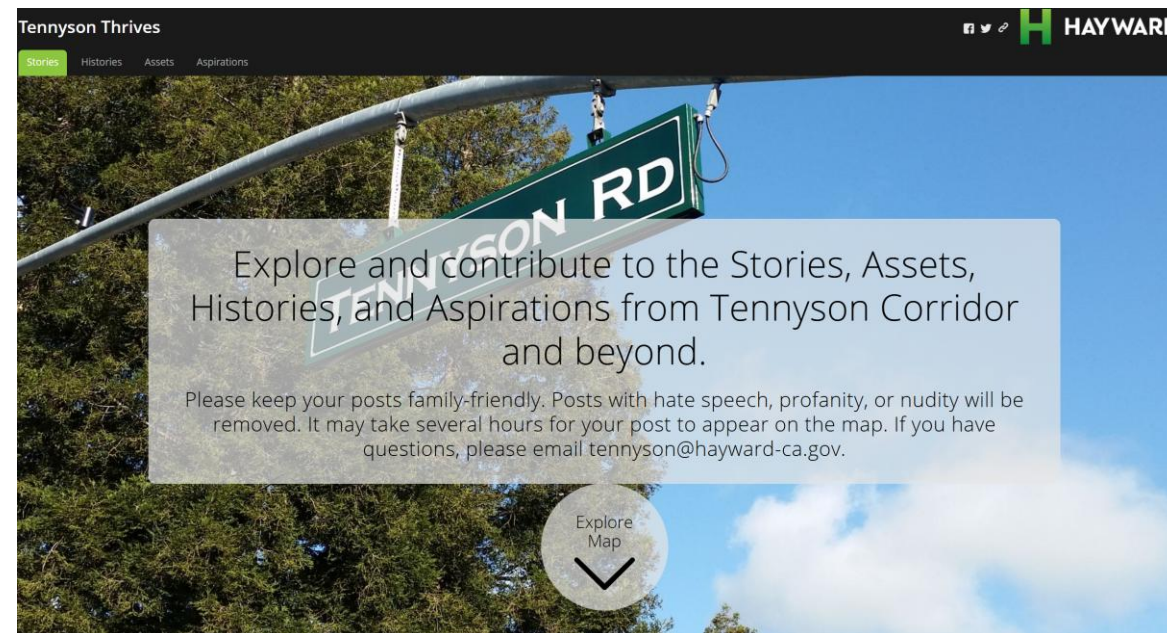 Tennyson Thrives
HAYWARD
Stories Histories Assets Aspirations
TENNYSON RD
Explore and contribute to the Stories, Assets,
Histories, and Aspirations from Tennyson Corridor
and beyond.
Please keep your posts family-friendly. Posts with hate speech, profanity, or nudity will be
removed. It may take several hours for your post to appear on the map. If you have
questions, please email tennyson@hayward-ca.gov.
Explore
Map